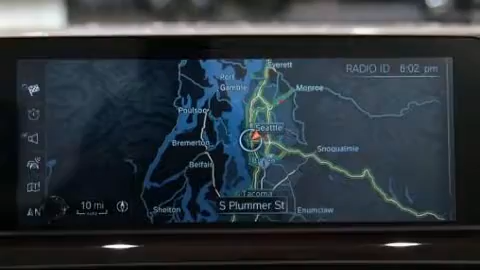 Everett
RADIO ID 6:02 pm
Port
Gamble
Monroe
Poulsbo
Seattle
Bremerton
Snoqualmie
Belfair
Tacoma
10 mi
Shelton
S Plummer St
Enumclaw